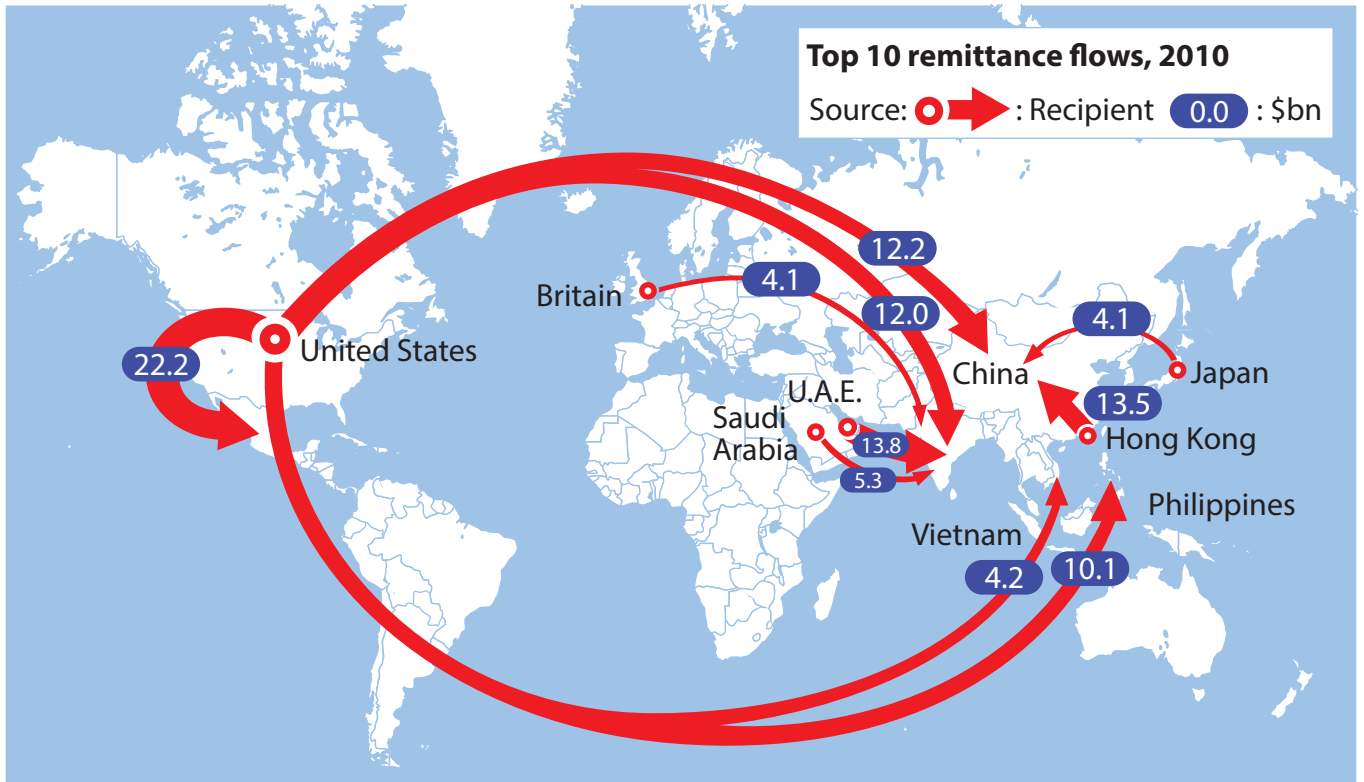 Top 10 remittance flows, 2010
Source: : Recipient 0.0 : $bn
12.2
Britain
4.1
12.0
4.1
United States
22.2
China
Japan
U.A.E.
13.5
Saudi
Arabia
13.8
Hong Kong
5.3
Philippines
Vietnam
4.2
10.1